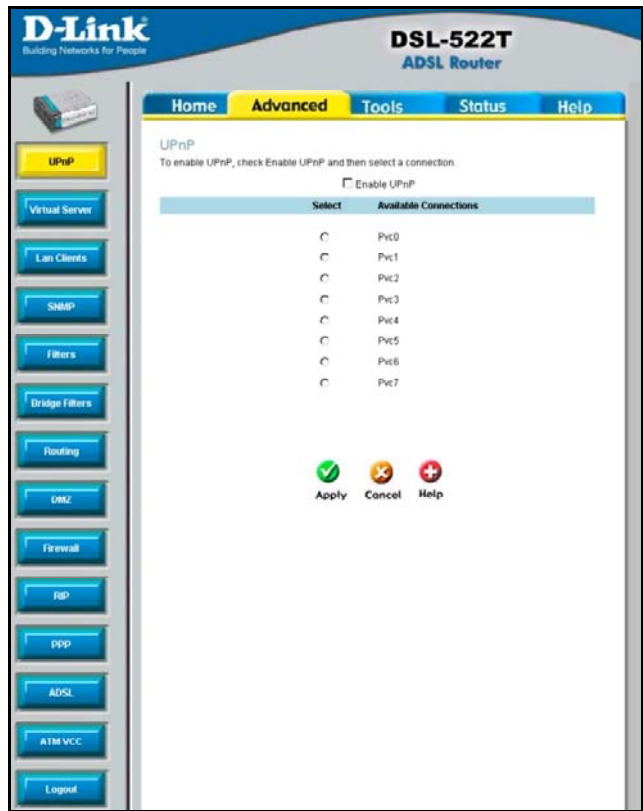 D-Link
Building Networks for People
DSL-522T
ADSL Router
Home Advanced Tools Status Help
UPnP
Virtual Server
Lan Clients
SNMP
Filters
Bridge Filters
Routing
DMZ
Firewall
RIP
PPP
ADSL
ATM VCC
Logout
UPnP
To enable UPnP, check Enable UPnP and then select a connection.
Enable UPnP
Select Available Connections
Pvc0
Pvc1
Pvc2
Pvc3
Pvc4
Pvc5
Pvc6
Pvc7
Apply Cancel Help